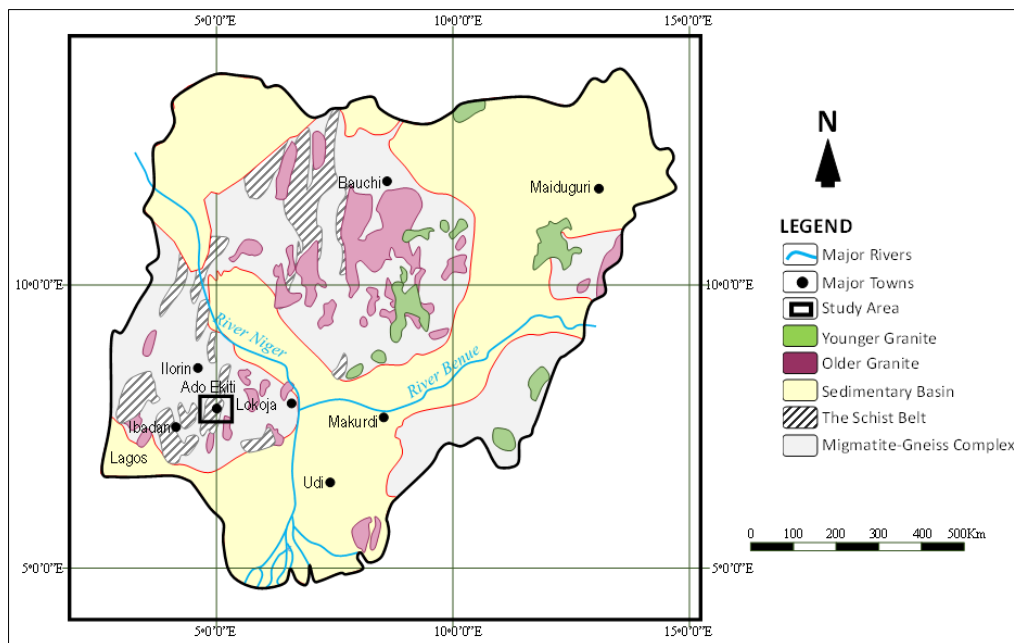 5•0'0"E 10•0'0"E 15•0'0"E
Bauchi
Maiduguri
10•0'0"E 10•0'0"E
River Niger
River Benue
Ilorin
Ado Ekiti
Lokoja
Ibadan
Makurdi
Lagos
Udi
5•0'0"E 5•0'0"E
5•0'0"E 10•0'0"E 15•0'0"E
N
LEGEND
Major Rivers
Major Towns
Study Area
Younger Granite
Older Granite
Sedimentary Basin
The Schist Belt
Migmatite-Gneiss Complex
0 100 200 300 400 500Km